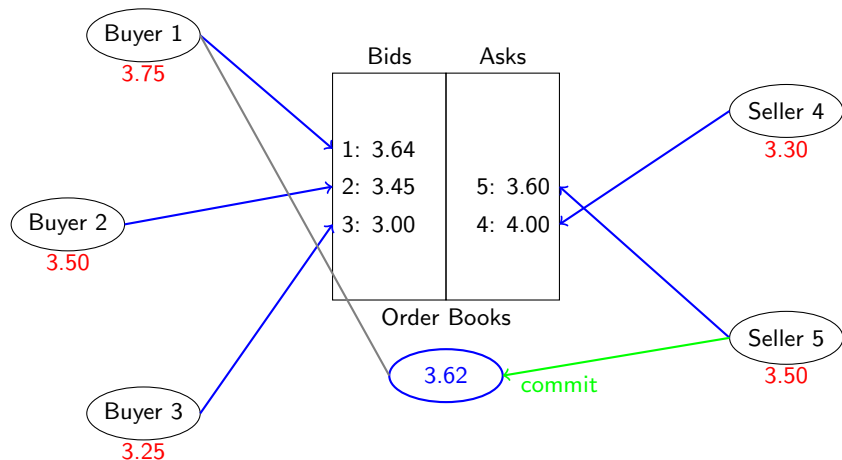 Buyer 1
3.75
Bids
Asks
Seller 4
3.30
1: 3.64
2: 3.45
5: 3.60
3: 3.00
4: 4.00
Buyer 2
3.50
Order Books
Seller 5
3.50
3.62
commit
Buyer 3
3.25